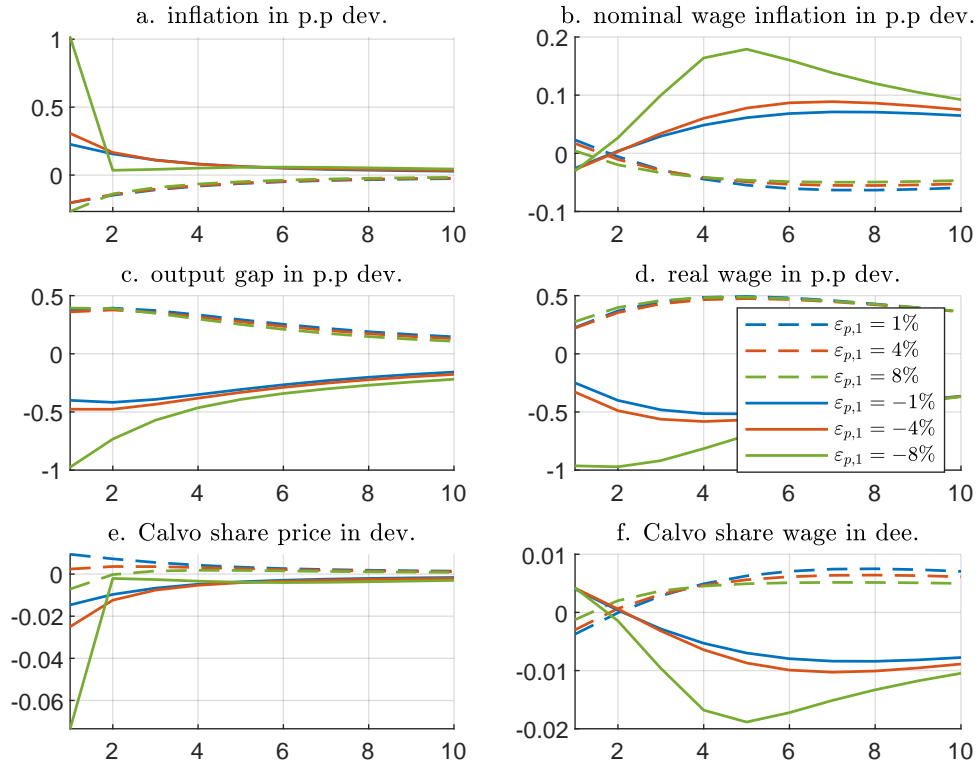 a. inflation in p.p dev.
1
0.5
0
2 4 6 8 10
b. nominal wage inflation in p.p dev.
0.2
0.1
0
-0.1
2 4 6 8 10
c. output gap in p.p dev.
0.5
0
-0.5
-1
2 4 6 8 10
d. real wage in p.p dev.
0.5
0
-0.5
-1
2 4 6 8 10
ε_{p,1} = 1%
ε_{p,1} = 4%
ε_{p,1} = 8%
ε_{p,1} = −1%
ε_{p,1} = −4%
ε_{p,1} = −8%
e. Calvo share price in dev.
0
-0.02
-0.04
-0.06
2 4 6 8 10
f. Calvo share wage in dee.
0.01
0
-0.01
-0.02
2 4 6 8 10